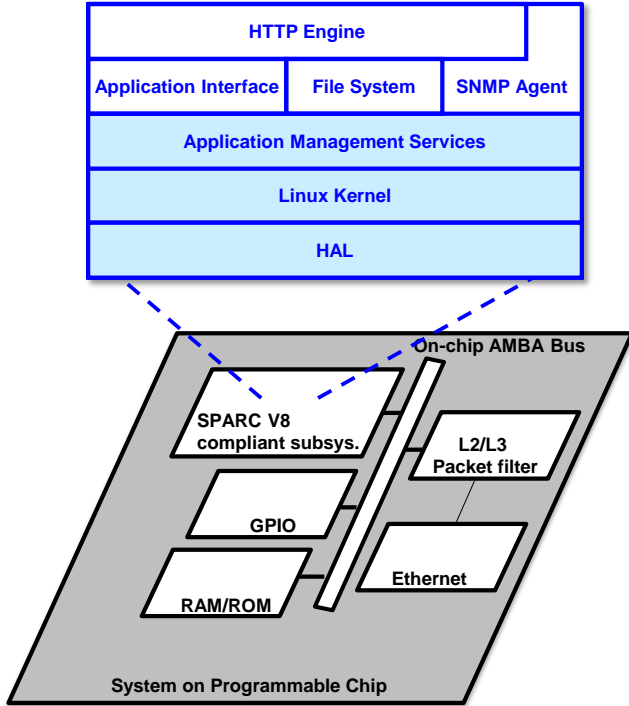 HTTP Engine
Application Interface
File System
SNMP Agent
Application Management Services
Linux Kernel
HAL
On-chip AMBA Bus
SPARC V8
compliant subsys.
L2/L3
Packet filter
GPIO
Ethernet
RAM/ROM
System on Programmable Chip